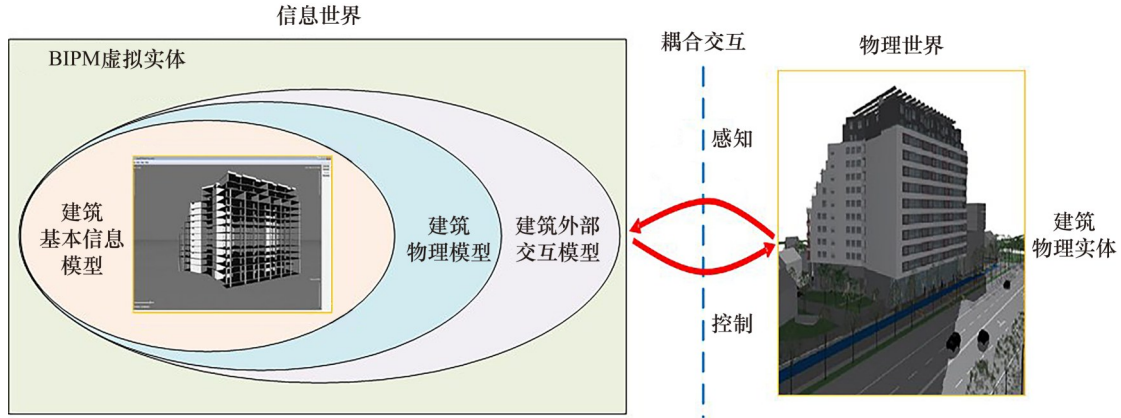 信息世界
BIPM虚拟实体
建筑
基本信息
模型
建筑
物理模型
建筑外部
交互模型
耦合交互
感知
控制
物理世界
建筑
物理实体